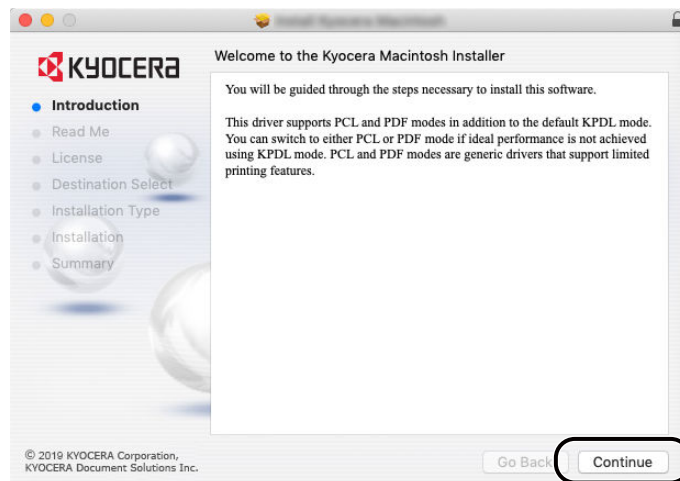 KYOCERA
Welcome to the Kyocera Macintosh Installer
Introduction
Read Me
License
Destination Select
Installation Type
Installation
Summary
You will be guided through the steps necessary to install this software.
This driver supports PCL and PDF modes in addition to the default KPDL mode.
You can switch to either PCL or PDF mode if ideal performance is not achieved
using KPDL mode. PCL and PDF modes are generic drivers that support limited
printing features.
© 2019 KYOCERA Corporation,
KYOCERA Document Solutions Inc.
Go Back
Continue